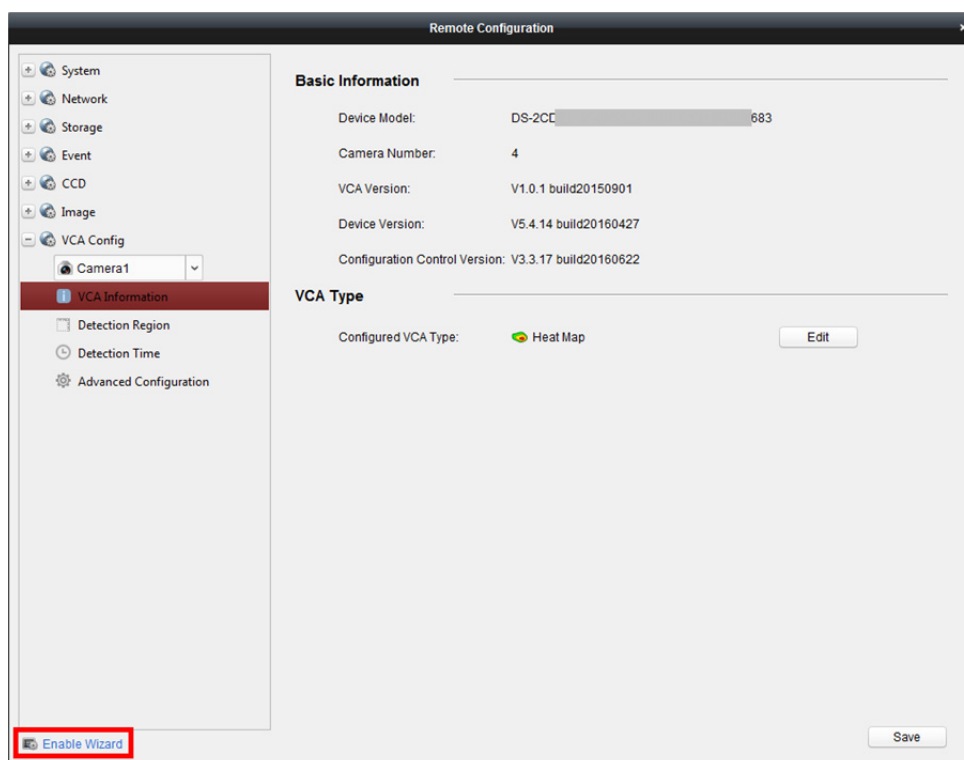 Remote Configuration
System
Network
Storage
Event
CCD
Image
VCA Config
Camera1
VCA Information
Detection Region
Detection Time
Advanced Configuration
Enable Wizard
Basic Information
Device Model: DS-2CD 683
Camera Number: 4
VCA Version: V1.0.1 build20150901
Device Version: V5.4.14 build20160427
Configuration Control Version: V3.3.17 build20160622
VCA Type
Configured VCA Type: Heat Map Edit
Save